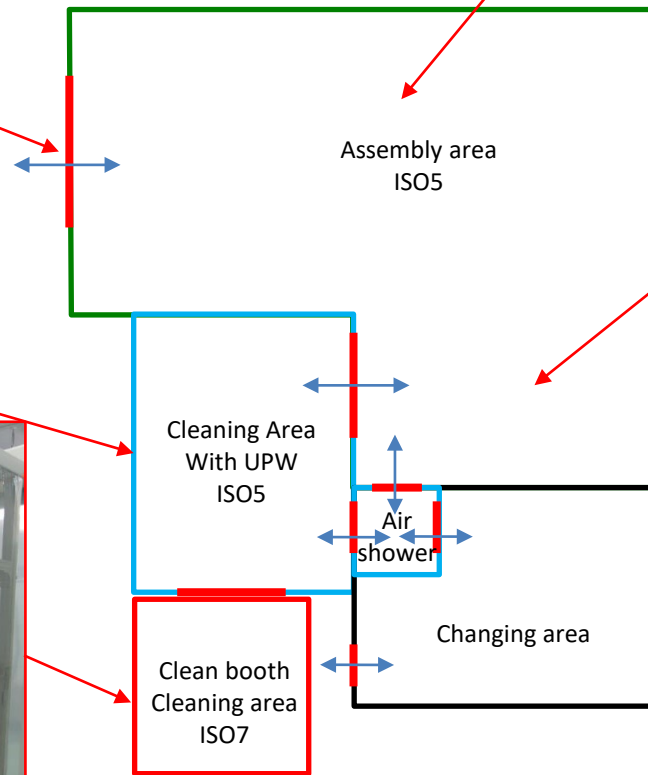 Assembly area
ISO5
Cleaning Area
With UPW
ISO5
Air
shower
Changing area
Clean booth
Cleaning area
ISO7